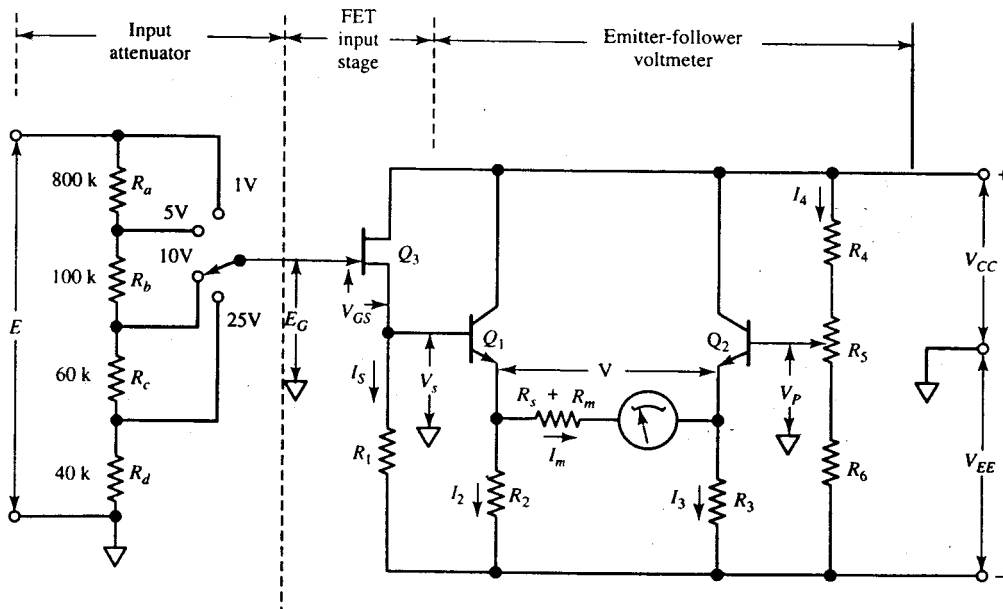 Input
attenuator
FET
input
stage
Emitter-follower
voltmeter
800 k
R_a
1V
5V
100 k
R_b
10V
25V
E
60 k
R_c
40 k
R_d
E_G
V_GS
Q_3
I_S
V_s
R_1
Q_1
Q_2
V
R_s + R_m
I_m
I_2
R_2
I_3
R_3
V_P
I_4
R_4
R_5
R_6
+
V_CC
V_EE
−